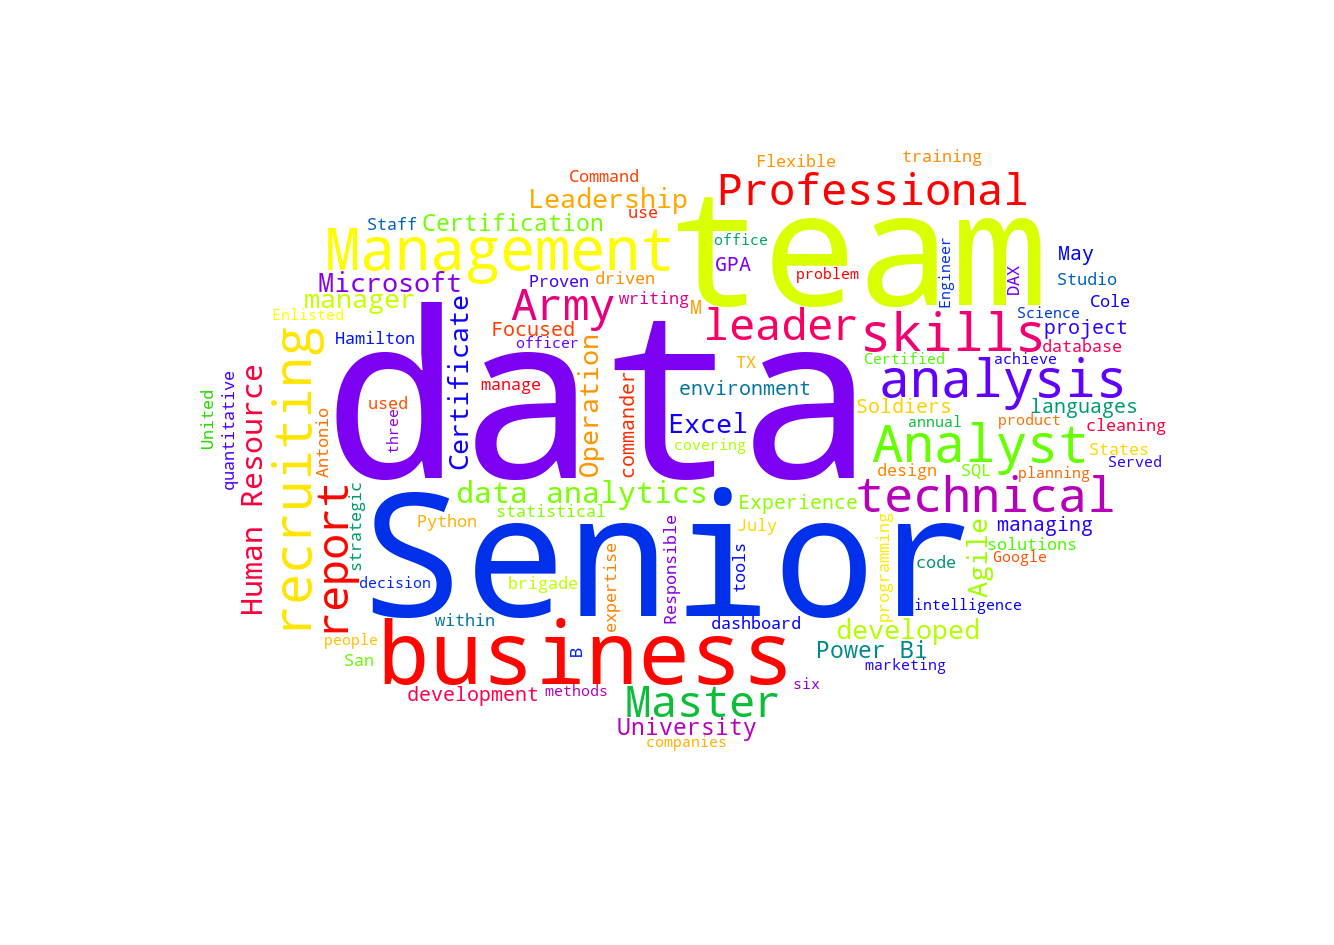 Flexible
training
Command
Professional
Leadership
use
Staff
Certification
team
Management
office
Engineer
May
GPA
DAX
problem
Microsoft
Proven
driven
Studio
manager
Army
writing
M
Cole
Enlisted
data
Certificate
leader
skills
Science
project
Hamilton
Focused
officer
Operation
database
recruiting
TX
Certified
achieve
analysis
United
quantitative
Human Resource
manage
commander
environment
used
three
Antonio
Soldiers
languages
Excel
annual
product
cleaning
covering
Analyst
States
Served
design
SQL
planning
report
strategic
data analytics
Senior
Experience
technical
statistical
Python
July
programming
Agile
managing
solutions
Responsible
expertise
tools
code
Google
decision
brigade
intelligence
within
dashboard
developed
people
business
B
Power Bi
San
marketing
development
methods
Master
six
University
companies